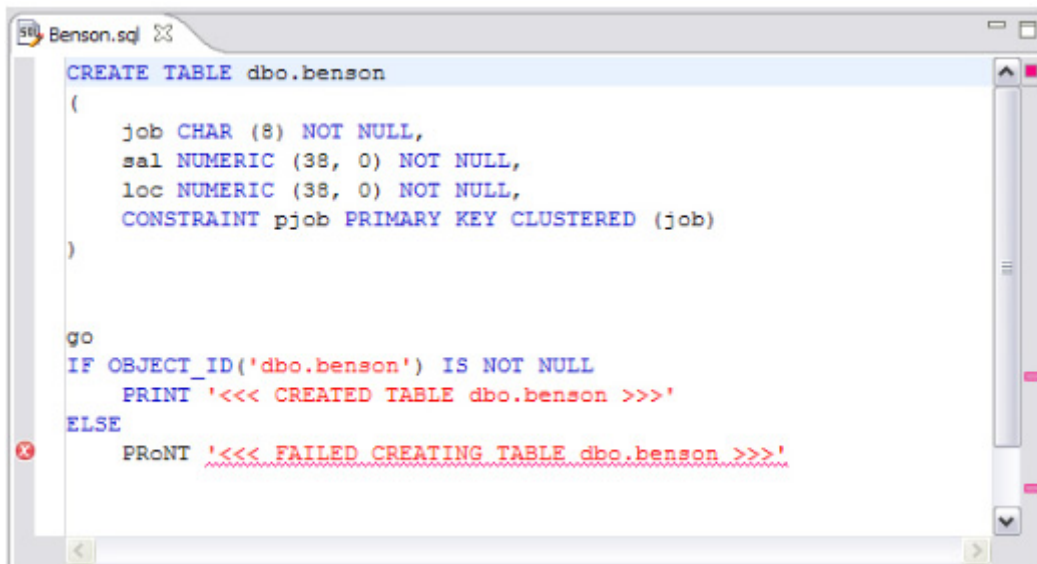 SQL Benson.sql
CREATE TABLE dbo.benson
(
job CHAR (8) NOT NULL,
sal NUMERIC (38, 0) NOT NULL,
loc NUMERIC (38, 0) NOT NULL,
CONSTRAINT pjob PRIMARY KEY CLUSTERED (job)
)
go
IF OBJECT_ID('dbo.benson') IS NOT NULL
PRINT '<<< CREATED TABLE dbo.benson >>>'
ELSE
PRoNT '<<< FAILED CREATING TABLE dbo.benson >>>'